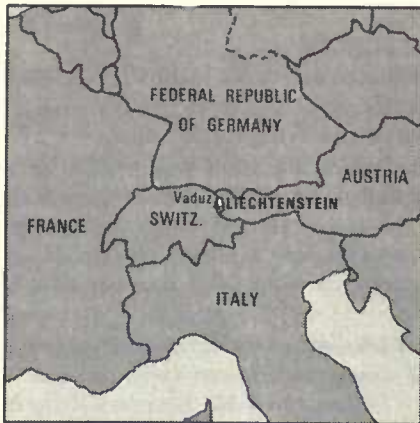 FEDERAL REPUBLIC
OF GERMANY
AUSTRIA
Vaduz
LIECHTENSTEIN
FRANCE
SWITZ.
ITALY